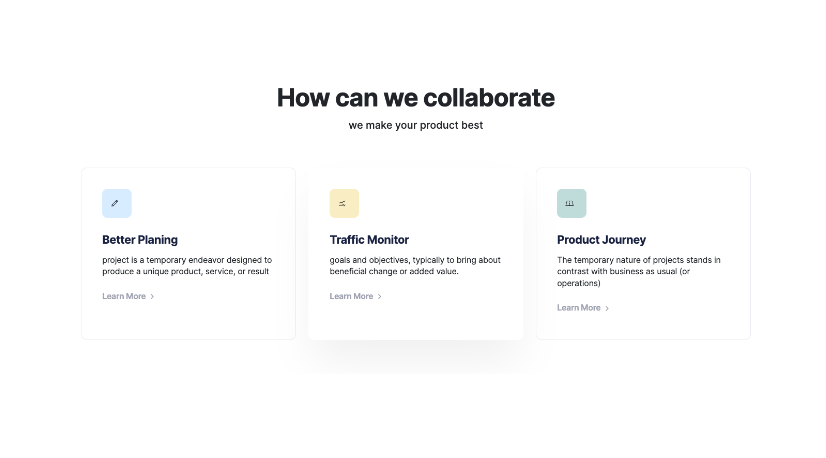 How can we collaborate
we make your product best
Better Planing
project is a temporary endeavor designed to
produce a unique product, service, or result
Learn More
Traffic Monitor
goals and objectives, typically to bring about
beneficial change or added value.
Learn More
Product Journey
The temporary nature of projects stands in
contrast with business as usual (or
operations)
Learn More